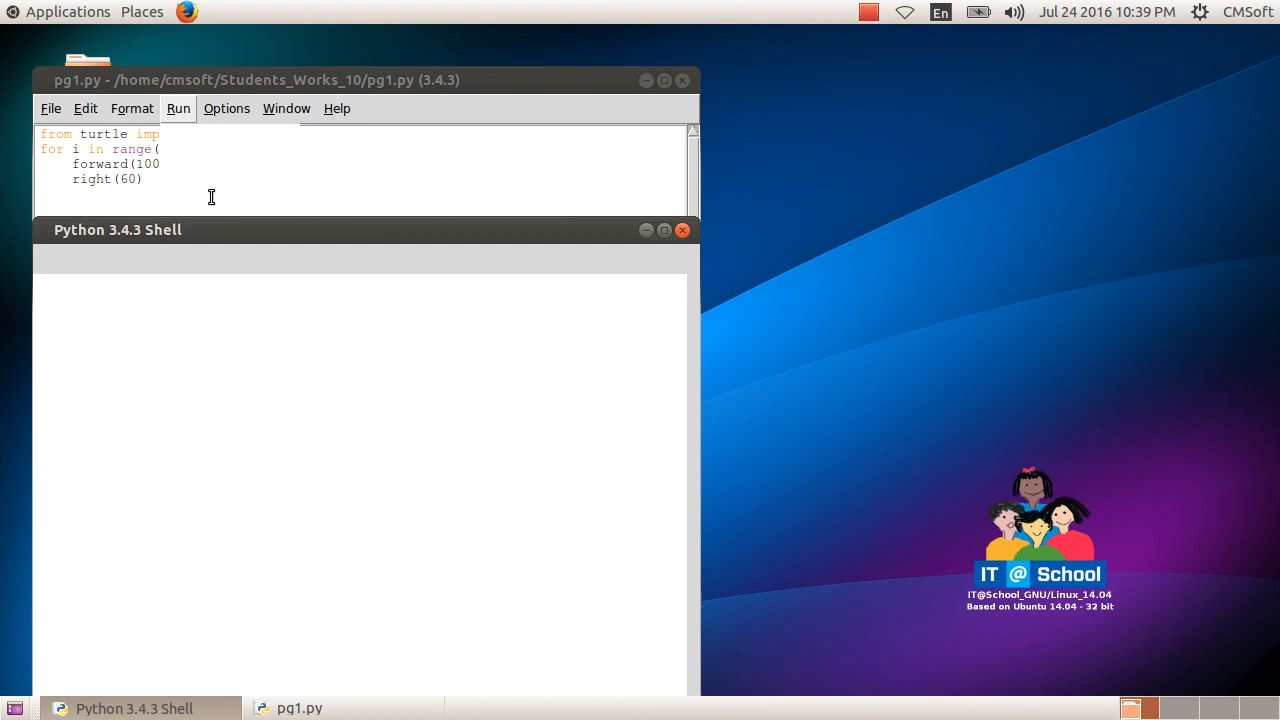 Applications Places En Jul 24 2016 10:39 PM CMSoft
pg1.py - /home/cmsoft/Students_Works_10/pg1.py (3.4.3)
File Edit Format Run Options Window Help
from turtle imp
for i in range(
    forward(100
    right(60)
Python 3.4.3 Shell
IT @ School
IT@School_GNU/Linux_14.04
Based on Ubuntu 14.04 - 32 bit
Python 3.4.3 Shell pg1.py